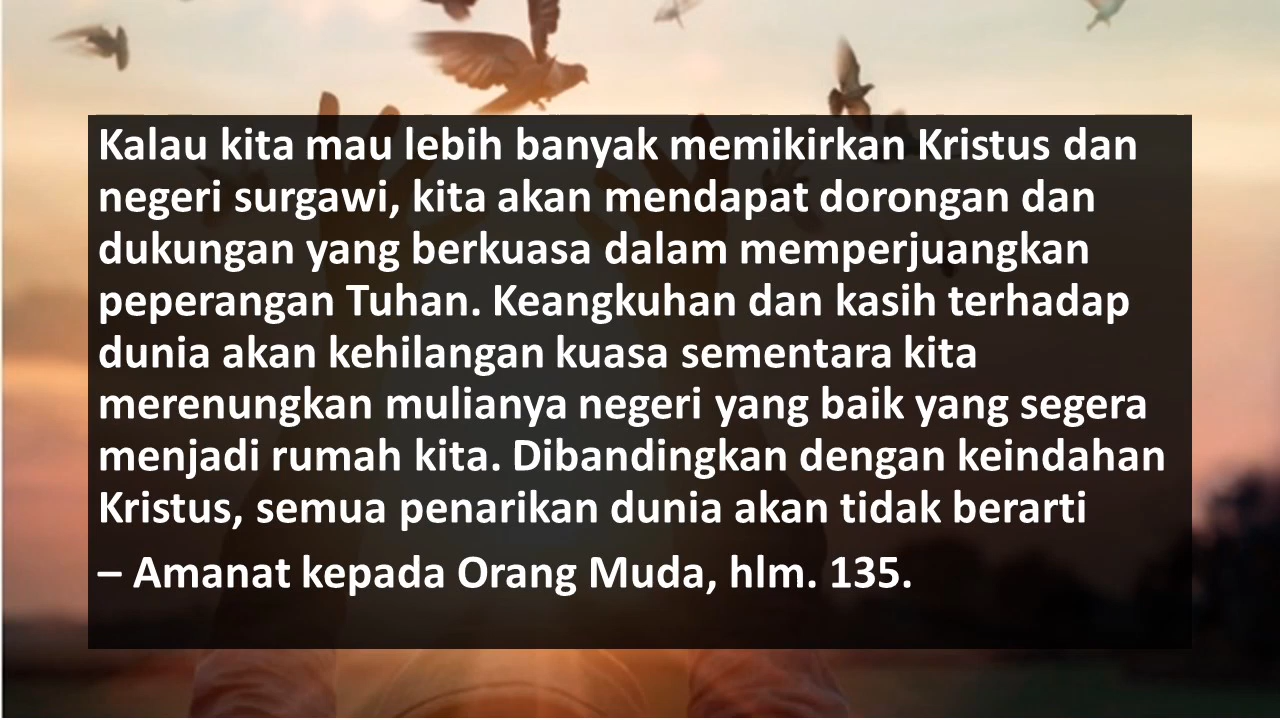 Kalau kita mau lebih banyak memikirkan Kristus dan
negeri surgawi, kita akan mendapat dorongan dan
dukungan yang berkuasa dalam memperjuangkan
peperangan Tuhan. Keangkuhan dan kasih terhadap
dunia akan kehilangan kuasa sementara kita
merenungkan mulianya negeri yang baik yang segera
menjadi rumah kita. Dibandingkan dengan keindahan
Kristus, semua penarikan dunia akan tidak berarti
– Amanat kepada Orang Muda, hlm. 135.